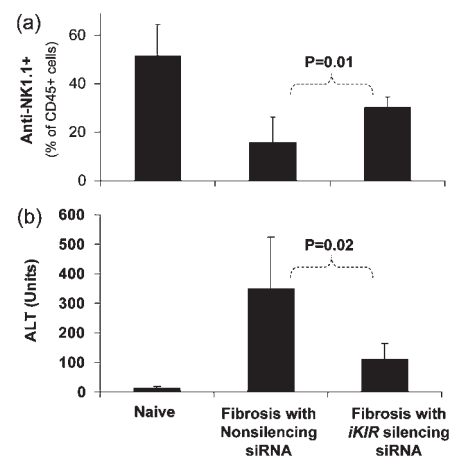 (a)
Anti-NK1.1+
(% of CD45+ cells)
60
40
20
0
P=0.01
(b)
ALT (Units)
600
500
400
300
200
100
0
P=0.02
Naive
Fibrosis with
Nonsilencing
siRNA
Fibrosis with
iKIR silencing
siRNA